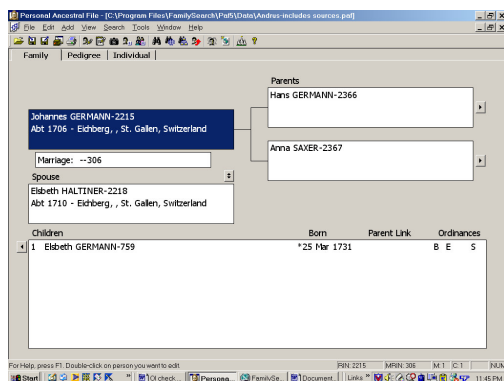 Personal Ancestral File - [C:\Program Files\FamilySearch\Paf5\Data\Andrus-includes sources.paf]
File Edit Add View Search Tools Window Help
Family Pedigree Individual
Parents
Hans GERMANN-2366
Johannes GERMANN-2215
Abt 1706 - Eichberg, , St. Gallen, Switzerland
Anna SAXER-2367
Marriage: --306
Spouse
Elsbeth HALTINER-2218
Abt 1710 - Eichberg, , St. Gallen, Switzerland
Children Born Parent Link Ordinances
1 Elsbeth GERMANN-759 *25 Mar 1731 B E S
For Help, press F1. Double-click on person you want to edit. RIN: 2215 MRIN: 306 M:1 C:1 NUM
Start OI check... Persona... FamilySe... Document... Links 11:45 PM